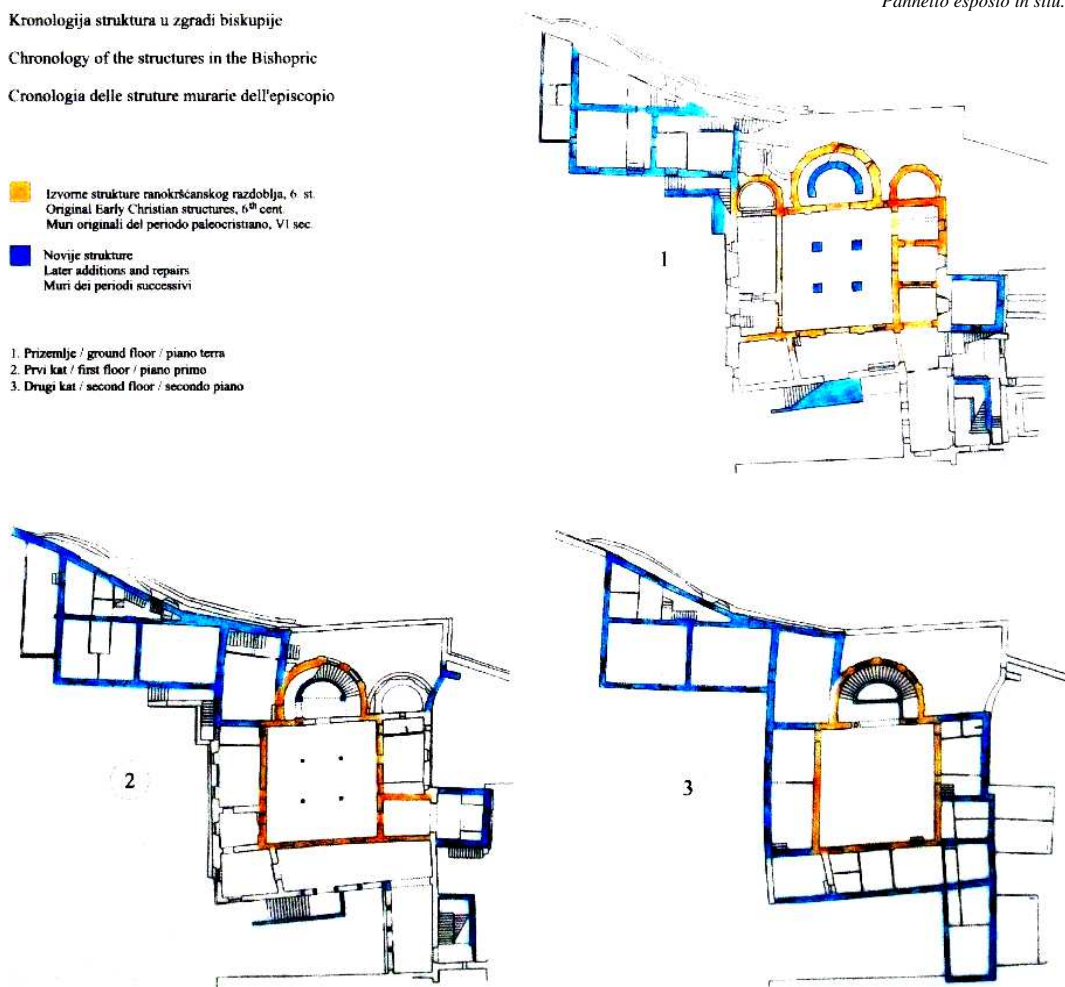 Pannello esposto in situ.
Kronologija struktura u zgradi biskupije
Chronology of the structures in the Bishopric
Cronologia delle struture murarie dell'episcopio
Izvorne strukture ranokršćanskog razdoblja, 6. st.
Original Early Christian structures, 6th cent.
Muri originali del periodo paleocristiano, VI sec.
Novije strukture
Later additions and repairs
Muri dei periodi successivi
1. Prizemlje / ground floor / piano terra
2. Prvi kat / first floor / piano primo
3. Drugi kat / second floor / secondo piano
1
2
3